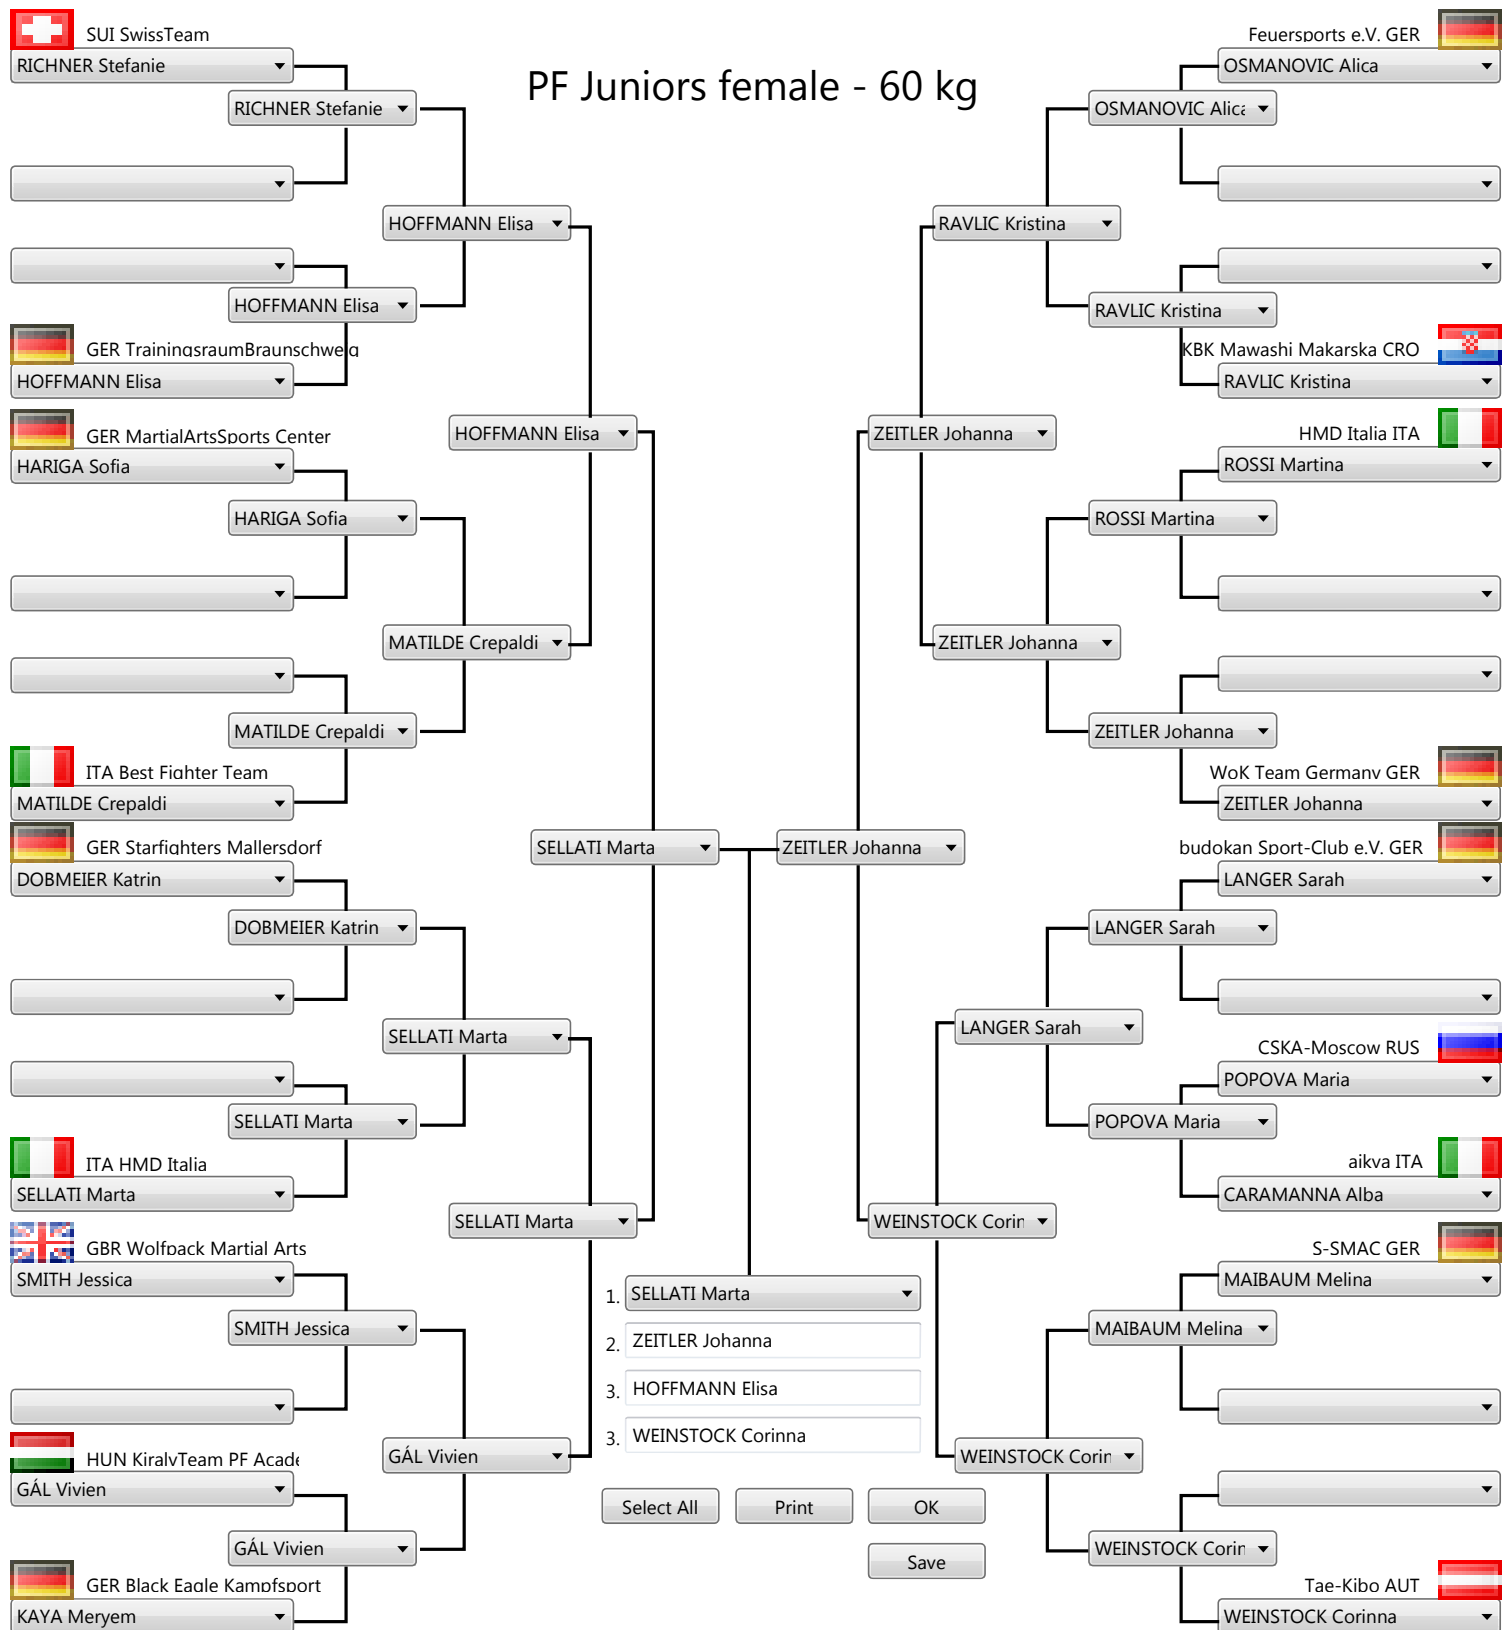 PF Juniors female - 60 kg
SUI SwissTeam
RICHNER Stefanie
RICHNER Stefanie
HOFFMANN Elisa
HOFFMANN Elisa
GER TrainingsraumBraunschweig
HOFFMANN Elisa
GER MartialArtsSports Center
HARIGA Sofia
HOFFMANN Elisa
HARIGA Sofia
MATILDE Crepaldi
MATILDE Crepaldi
ITA Best Fighter Team
MATILDE Crepaldi
GER Starfighters Mallersdorf
DOBMEIER Katrin
SELLATI Marta
DOBMEIER Katrin
SELLATI Marta
SELLATI Marta
ITA HMD Italia
SELLATI Marta
SELLATI Marta
GBR Wolfpack Martial Arts
SMITH Jessica
SMITH Jessica
GÁL Vivien
HUN KiralyTeam PF Acade
GÁL Vivien
GÁL Vivien
GER Black Eagle Kampfsport
KAYA Meryem
Feuersports e.V. GER
OSMANOVIC Alica
OSMANOVIC Alica
RAVLIC Kristina
RAVLIC Kristina
KBK Mawashi Makarska CRO
RAVLIC Kristina
HMD Italia ITA
ZEITLER Johanna
ROSSI Martina
ROSSI Martina
ZEITLER Johanna
ZEITLER Johanna
WoK Team Germany GER
ZEITLER Johanna
ZEITLER Johanna
budokan Sport-Club e.V. GER
LANGER Sarah
LANGER Sarah
LANGER Sarah
CSKA-Moscow RUS
POPOVA Maria
POPOVA Maria
aikya ITA
CARAMANNA Alba
WEINSTOCK Corin
S-SMAC GER
MAIBAUM Melina
MAIBAUM Melina
WEINSTOCK Corin
WEINSTOCK Corin
Tae-Kibo AUT
WEINSTOCK Corinna
1. SELLATI Marta
2. ZEITLER Johanna
3. HOFFMANN Elisa
3. WEINSTOCK Corinna
Select All Print OK
Save